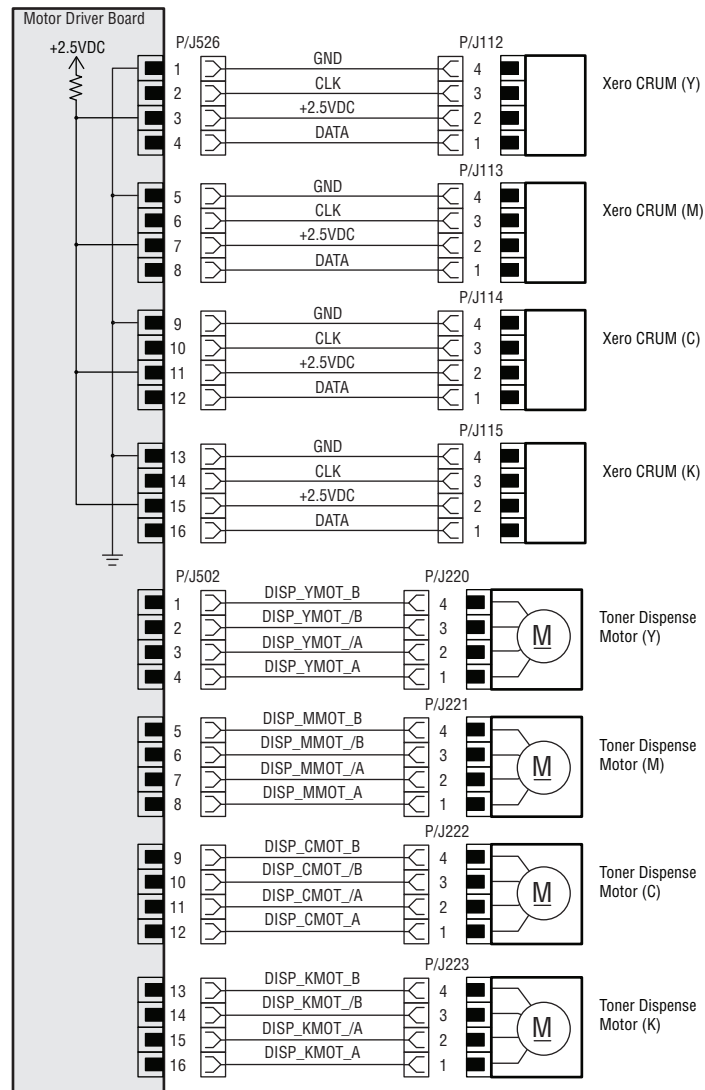 Motor Driver Board
+2.5VDC
P/J526
P/J112
1 GND 4
2 CLK 3
3 +2.5VDC 2
4 DATA 1
Xero CRUM (Y)
P/J113
5 GND 4
6 CLK 3
7 +2.5VDC 2
8 DATA 1
Xero CRUM (M)
P/J114
9 GND 4
10 CLK 3
11 +2.5VDC 2
12 DATA 1
Xero CRUM (C)
P/J115
13 GND 4
14 CLK 3
15 +2.5VDC 2
16 DATA 1
Xero CRUM (K)
P/J502
P/J220
1 DISP_YMOT_B 4
2 DISP_YMOT_/B 3
3 DISP_YMOT_/A 2
4 DISP_YMOT_A 1
M
Toner Dispense
Motor (Y)
P/J221
5 DISP_MMOT_B 4
6 DISP_MMOT_/B 3
7 DISP_MMOT_/A 2
8 DISP_MMOT_A 1
M
Toner Dispense
Motor (M)
P/J222
9 DISP_CMOT_B 4
10 DISP_CMOT_/B 3
11 DISP_CMOT_/A 2
12 DISP_CMOT_A 1
M
Toner Dispense
Motor (C)
P/J223
13 DISP_KMOT_B 4
14 DISP_KMOT_/B 3
15 DISP_KMOT_/A 2
16 DISP_KMOT_A 1
M
Toner Dispense
Motor (K)